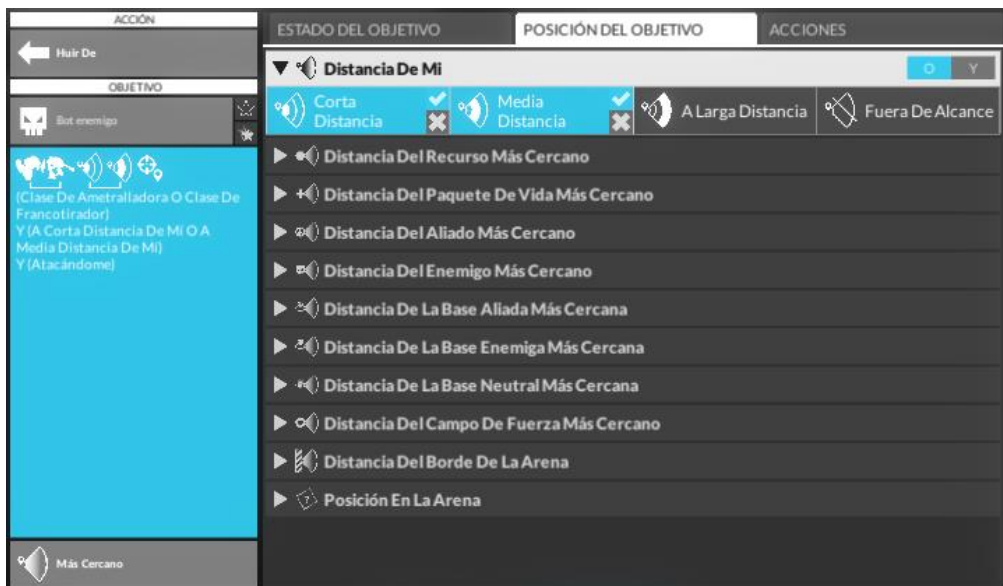 ACCIÓN
Huir De
OBJETIVO
Bot enemigo
(Clase De Ametralladora O Clase De
Francotirador)
Y (A Corta Distancia De Mi O A
Media Distancia De Mi)
Y (Atacándome)
Más Cercano
ESTADO DEL OBJETIVO
POSICIÓN DEL OBJETIVO
ACCIONES
Distancia De Mi
O
Y
Corta
Distancia
Media
Distancia
A Larga Distancia
Fuera De Alcance
Distancia Del Recurso Más Cercano
Distancia Del Paquete De Vida Más Cercano
Distancia Del Aliado Más Cercano
Distancia Del Enemigo Más Cercano
Distancia De La Base Aliada Más Cercana
Distancia De La Base Enemiga Más Cercana
Distancia De La Base Neutral Más Cercana
Distancia Del Campo De Fuerza Más Cercano
Distancia Del Borde De La Arena
Posición En La Arena